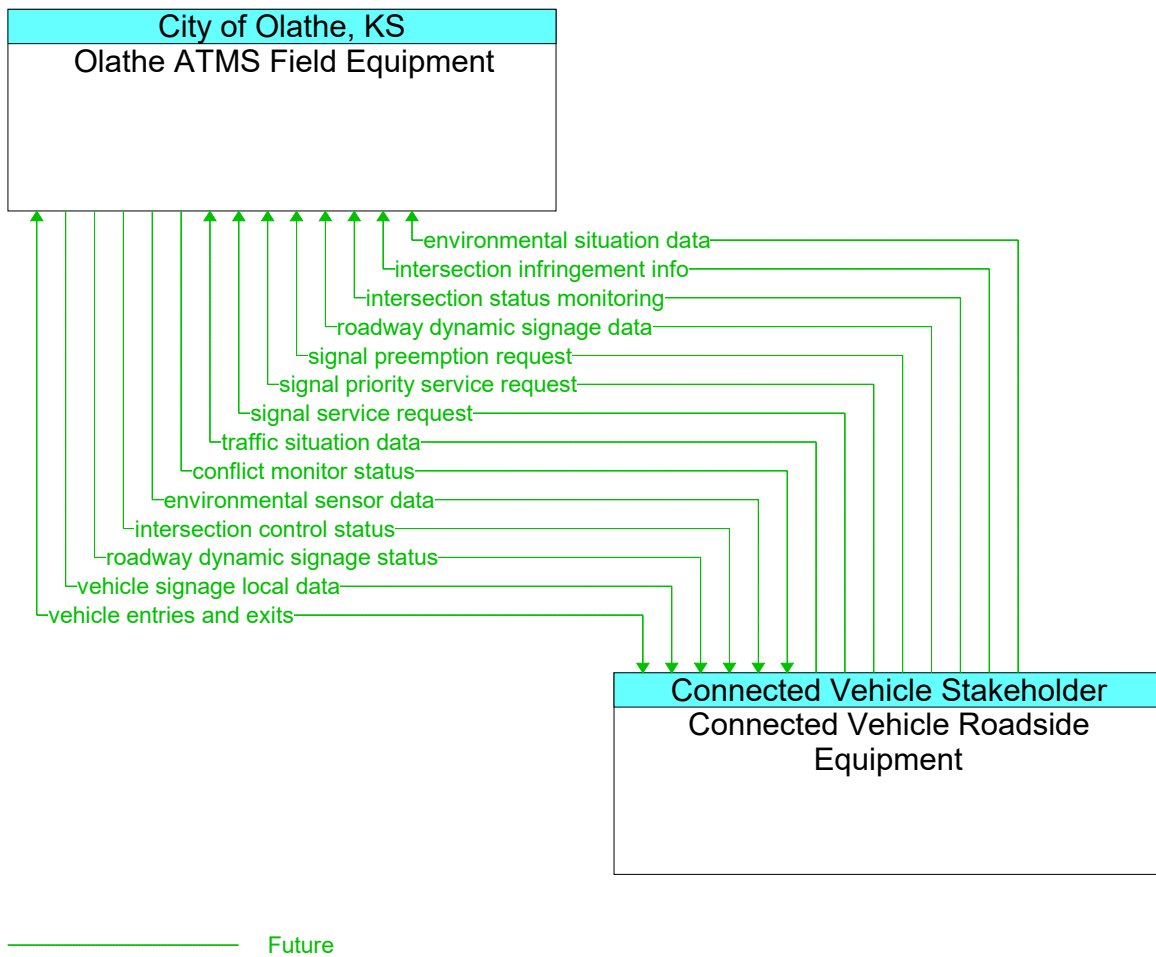 City of Olathe, KS
Olathe ATMS Field Equipment
environmental situation data
intersection infringement info
intersection status monitoring
roadway dynamic signage data
signal preemption request
signal priority service request
signal service request
traffic situation data
conflict monitor status
environmental sensor data
intersection control status
roadway dynamic signage status
vehicle signage local data
vehicle entries and exits
Connected Vehicle Stakeholder
Connected Vehicle Roadside
Equipment
Future